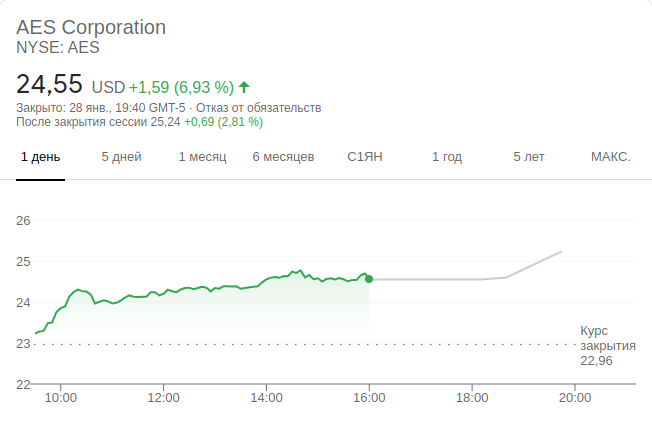 AES Corporation
NYSE: AES
24,55 USD +1,59 (6,93 %)
Закрыто: 28 янв., 19:40 GMT-5 · Отказ от обязательств
После закрытия сессии 25,24 +0,69 (2,81 %)
1 день 5 дней 1 месяц 6 месяцев С1ЯН 1 год 5 лет МАКС.
26
25
24
23
22
Курс
закрытия
22,96
10:00 12:00 14:00 16:00 18:00 20:00